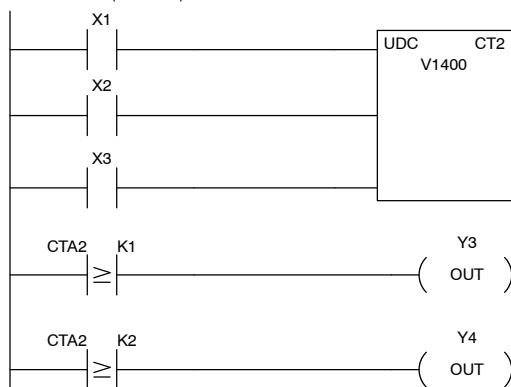 X1
UDC CT2
V1400
X2
X3
CTA2 K1 Y3
≥ OUT
CTA2 K2 Y4
≥ OUT